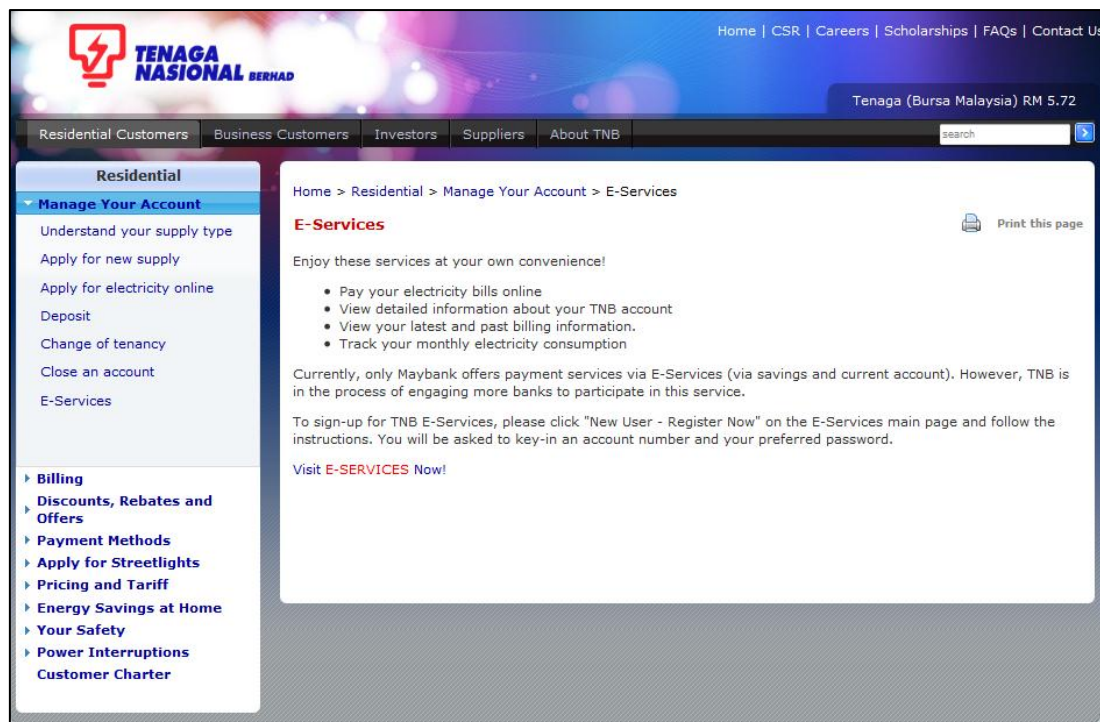 TENAGA
NASIONAL BERHAD
Home | CSR | Careers | Scholarships | FAQs | Contact Us
Tenaga (Bursa Malaysia) RM 5.72
Residential Customers Business Customers Investors Suppliers About TNB
search
Residential
Manage Your Account
Understand your supply type
Apply for new supply
Apply for electricity online
Deposit
Change of tenancy
Close an account
E-Services
Billing
Discounts, Rebates and
Offers
Payment Methods
Apply for Streetlights
Pricing and Tariff
Energy Savings at Home
Your Safety
Power Interruptions
Customer Charter
Home > Residential > Manage Your Account > E-Services
E-Services
Print this page
Enjoy these services at your own convenience!
• Pay your electricity bills online
• View detailed information about your TNB account
• View your latest and past billing information.
• Track your monthly electricity consumption
Currently, only Maybank offers payment services via E-Services (via savings and current account). However, TNB is
in the process of engaging more banks to participate in this service.
To sign-up for TNB E-Services, please click "New User - Register Now" on the E-Services main page and follow the
instructions. You will be asked to key-in an account number and your preferred password.
Visit E-SERVICES Now!